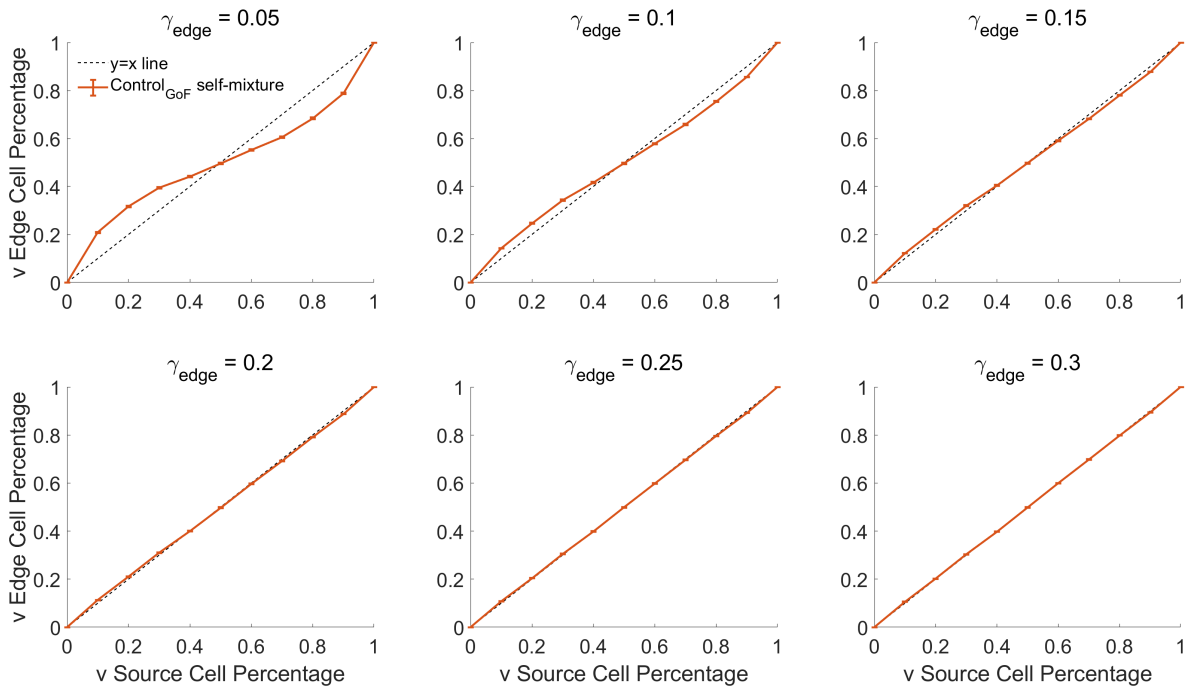 γedge = 0.05
γedge = 0.1
γedge = 0.15
y=x line
ControlGoF self-mixture
v Edge Cell Percentage
1
0.8
0.6
0.4
0.2
0
0 0.2 0.4 0.6 0.8 1
1
0.8
0.6
0.4
0.2
0
0 0.2 0.4 0.6 0.8 1
1
0.8
0.6
0.4
0.2
0
0 0.2 0.4 0.6 0.8 1
γedge = 0.2
γedge = 0.25
γedge = 0.3
v Edge Cell Percentage
1
0.8
0.6
0.4
0.2
0
0 0.2 0.4 0.6 0.8 1
v Source Cell Percentage
1
0.8
0.6
0.4
0.2
0
0 0.2 0.4 0.6 0.8 1
v Source Cell Percentage
1
0.8
0.6
0.4
0.2
0
0 0.2 0.4 0.6 0.8 1
v Source Cell Percentage